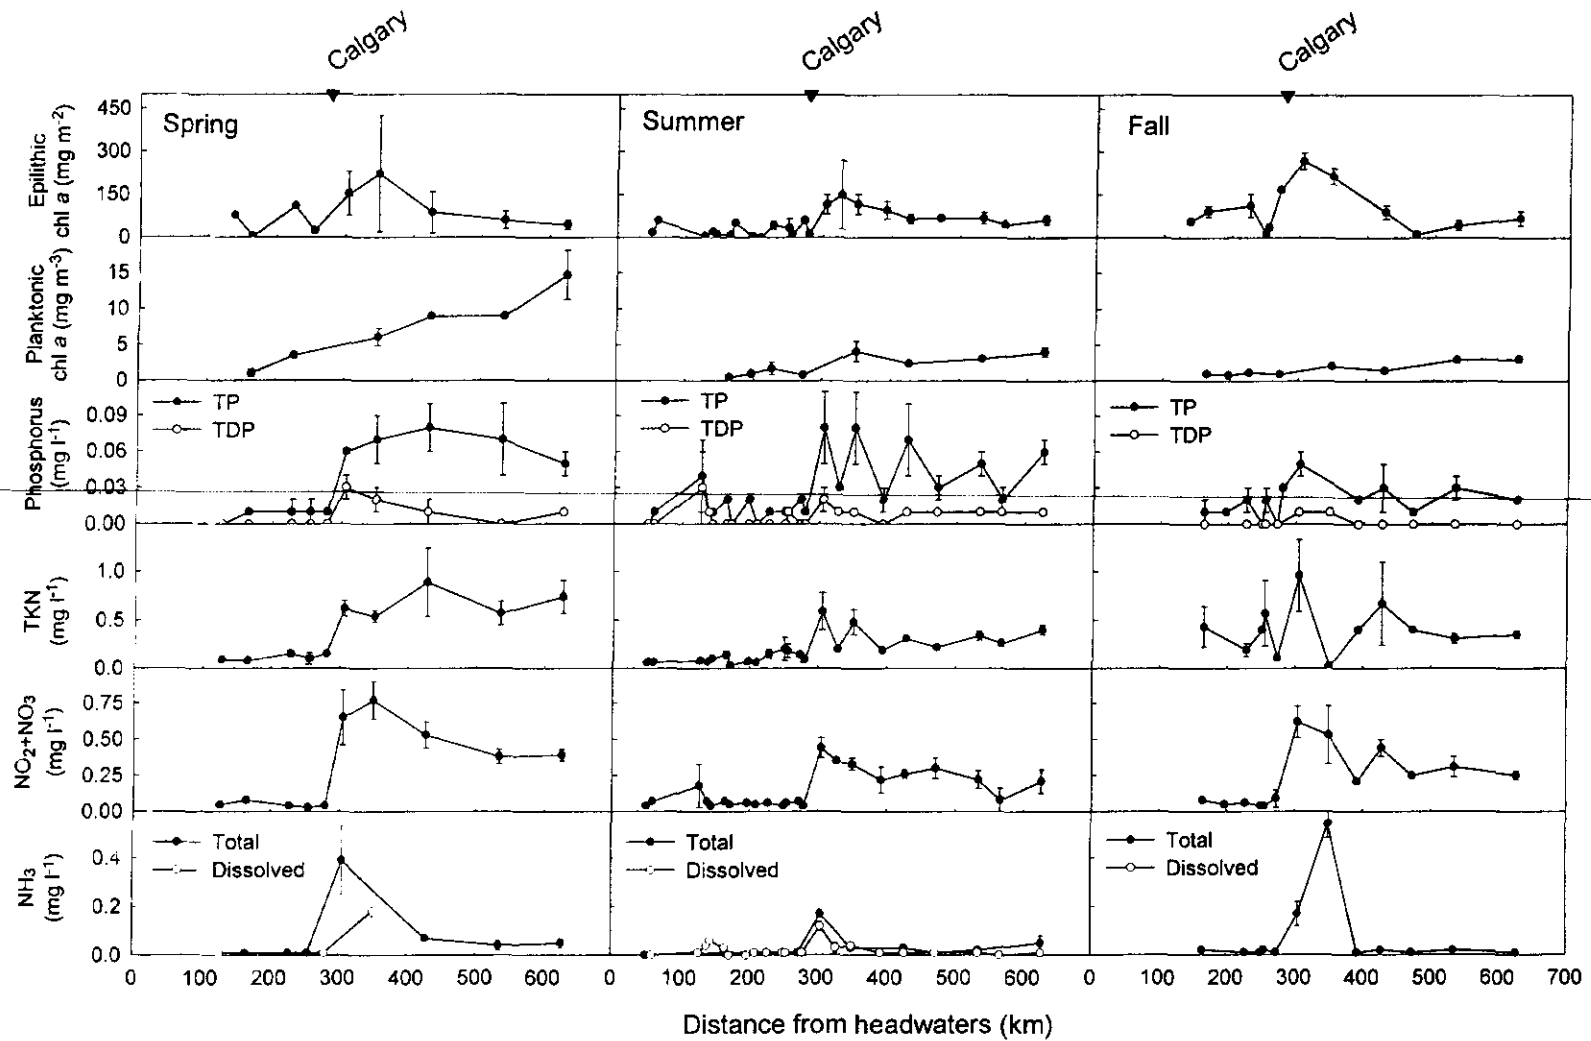 Calgary Calgary Calgary
Spring Summer Fall
Epilithic
chl a (mg m-2)
450
300
150
0
Planktonic
chl a (mg m-3)
15
10
5
0
Phosphorus
(mg l-1)
0.09
0.06
0.03
0.00
TP TP TP
TDP TDP TDP
TKN
(mg l-1)
1.0
0.5
0.0
NO2+NO3
(mg l-1)
0.75
0.50
0.25
0.00
NH3
(mg l-1)
0.4
0.2
0.0
Total Total Total
Dissolved Dissolved Dissolved
0 100 200 300 400 500 600 0 100 200 300 400 500 600 0 100 200 300 400 500 600 700
Distance from headwaters (km)